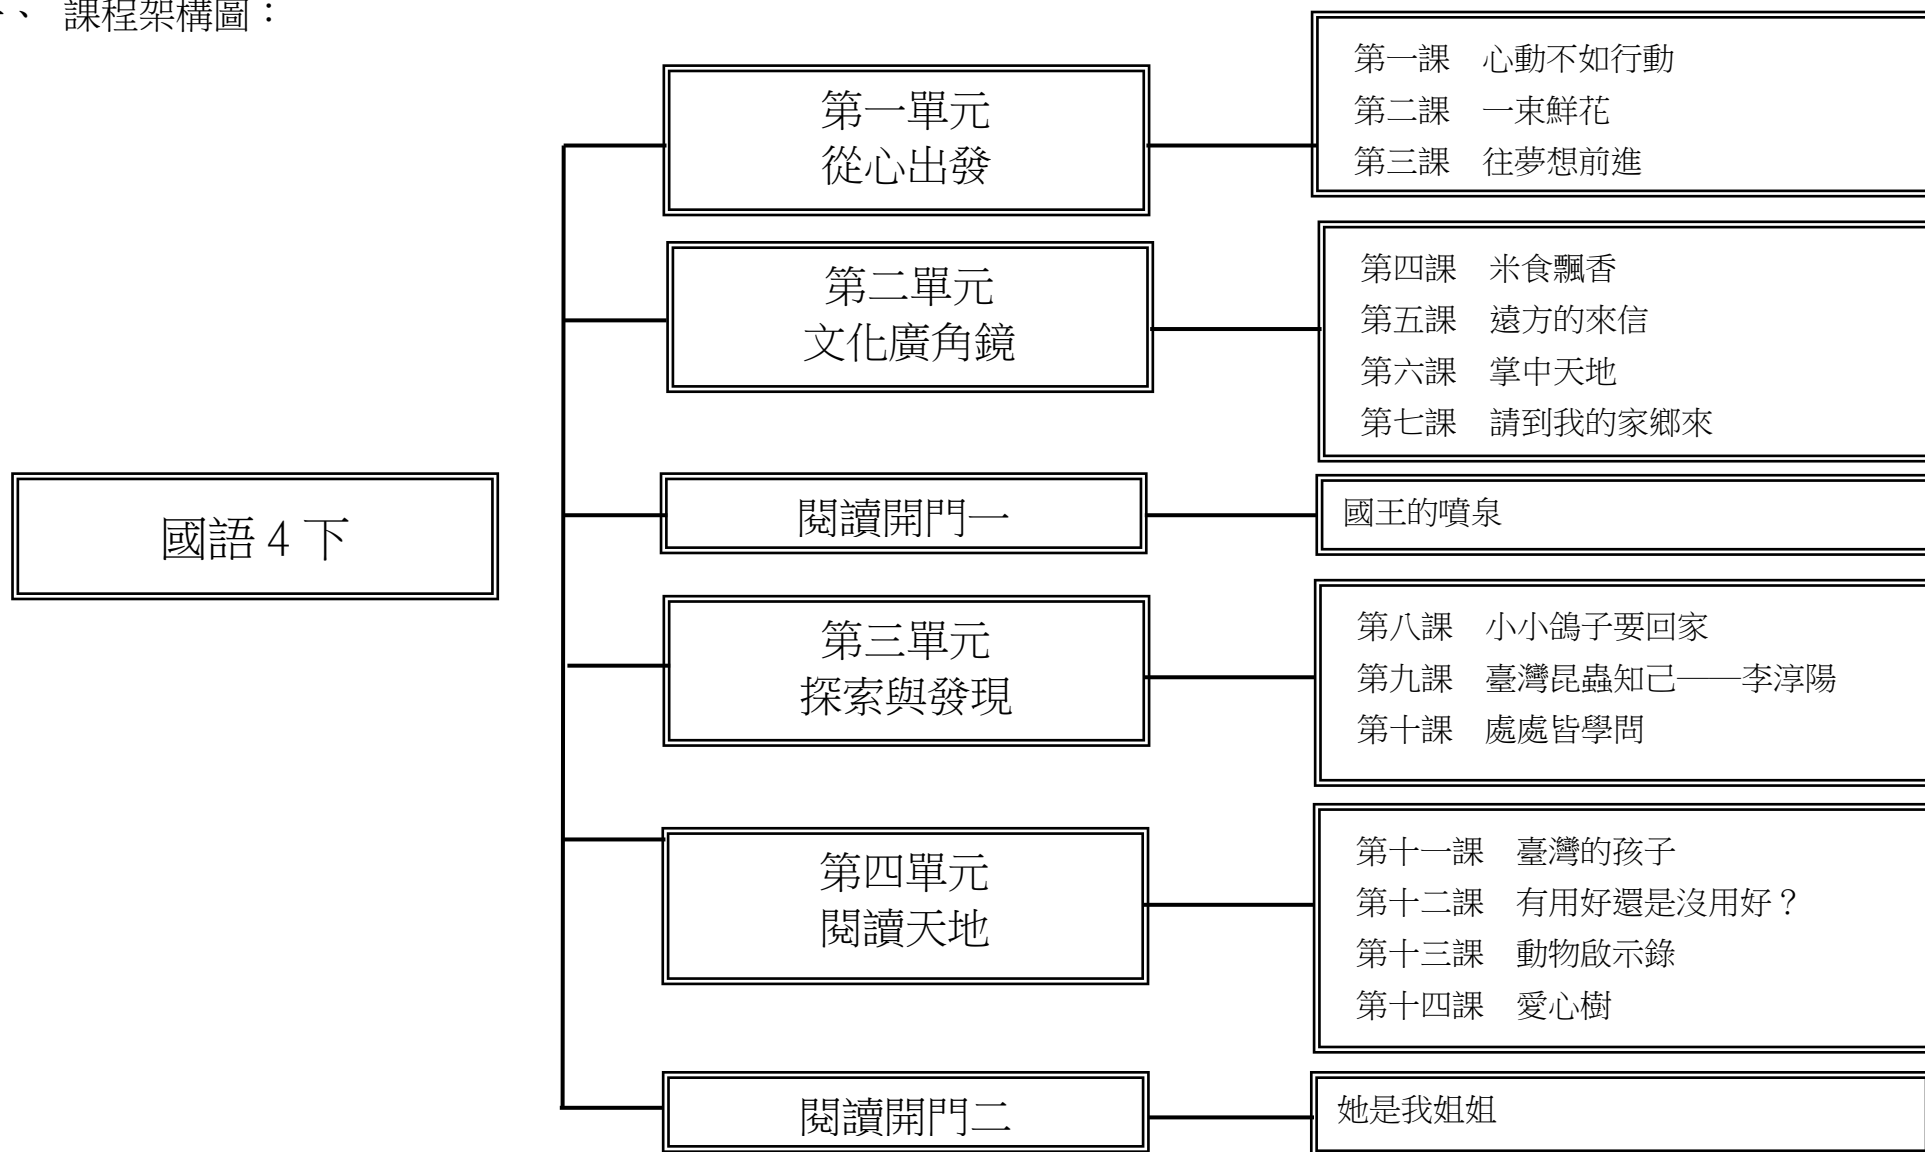 、 課程架構圖：
國語 4 下
第一單元
從心出發
第一課 心動不如行動
第二課 一束鮮花
第三課 往夢想前進
第二單元
文化廣角鏡
第四課 米食飄香
第五課 遠方的來信
第六課 掌中天地
第七課 請到我的家鄉來
閱讀開門一
國王的噴泉
第三單元
探索與發現
第八課 小小鴿子要回家
第九課 臺灣昆蟲知己——李淳陽
第十課 處處皆學問
第四單元
閱讀天地
第十一課 臺灣的孩子
第十二課 有用好還是沒用好？
第十三課 動物啟示錄
第十四課 愛心樹
閱讀開門二
她是我姐姐